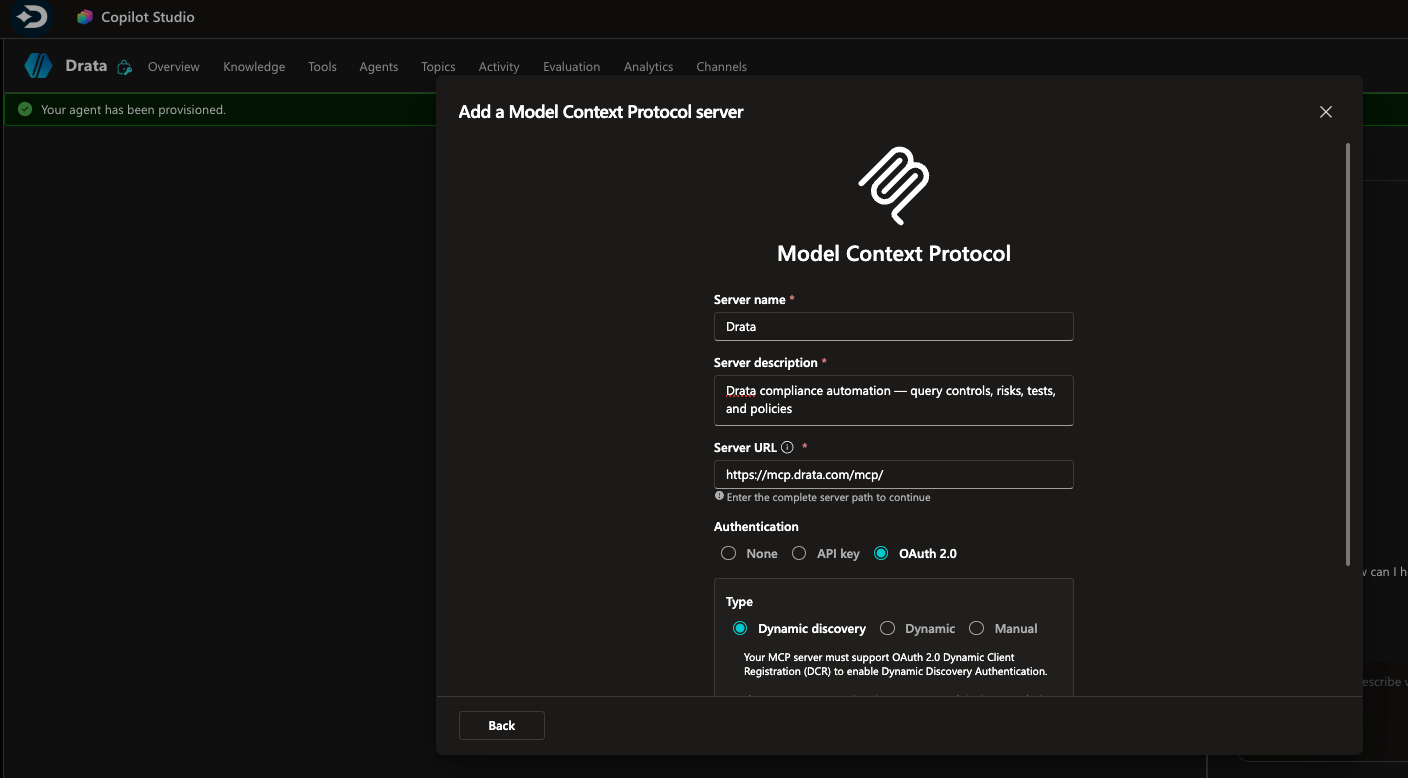 Copilot Studio
Drata Overview Knowledge Tools Agents Topics Activity Evaluation Analytics Channels
Your agent has been provisioned.
Add a Model Context Protocol server
Model Context Protocol
Server name *
Drata
Server description *
Drata compliance automation — query controls, risks, tests,
and policies
Server URL *
https://mcp.drata.com/mcp/
Enter the complete server path to continue
Authentication
None API key OAuth 2.0
can I h
Type
Dynamic discovery Dynamic Manual
Your MCP server must support OAuth 2.0 Dynamic Client
Registration (DCR) to enable Dynamic Discovery Authentication.
escribe
Back